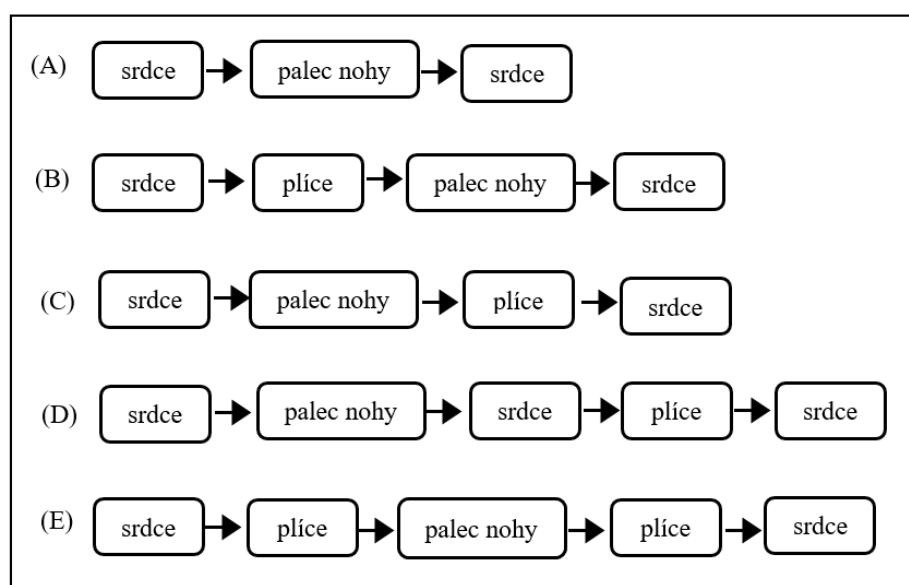 (A) srdce palec nohy srdce
(B) srdce plíce palec nohy srdce
(C) srdce palec nohy plíce srdce
(D) srdce palec nohy srdce plíce srdce
(E) srdce plíce palec nohy plíce srdce